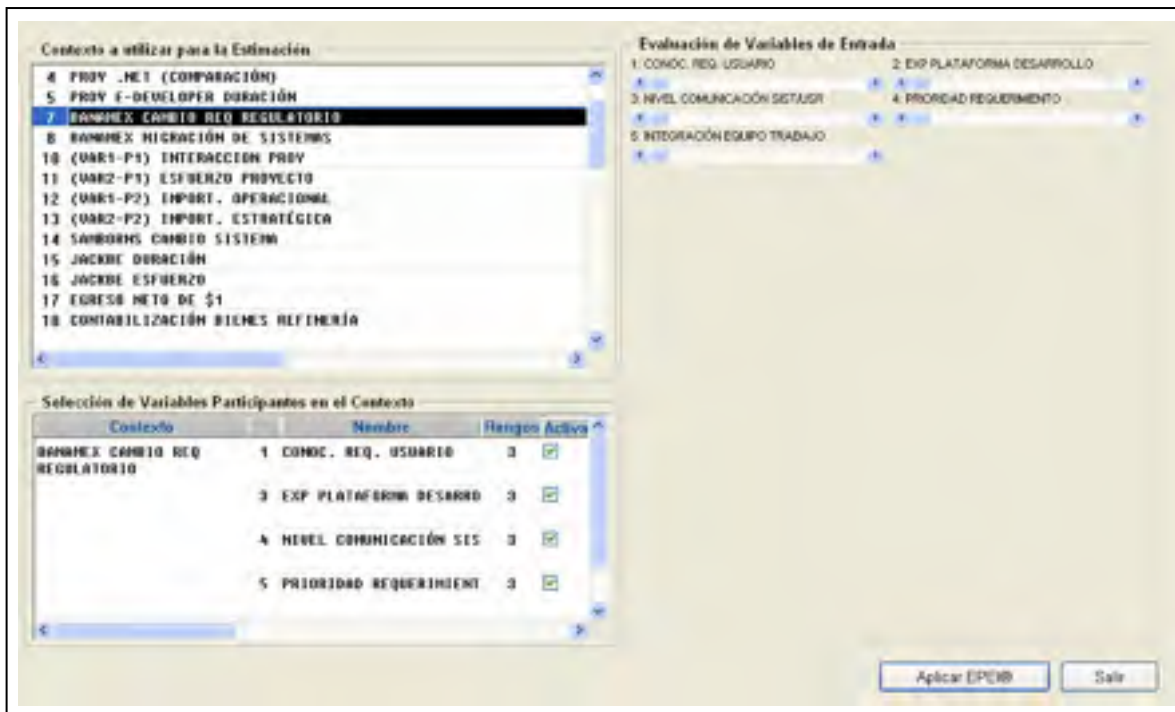 Contexto a utilizar para la Estimación
4 PROY .NET (COMPARACIÓN)
5 PROY E-DEVELOPER DURACIÓN
7 BANAMEX CAMBIO REQ REGULATORIO
8 BANAMEX MIGRACIÓN DE SISTEMAS
10 (VAR1-P1) INTERACCION PROY
11 (VAR2-P1) ESFUERZO PROYECTO
12 (VAR1-P2) IMPORT. OPERACIONAL
13 (VAR2-P2) IMPORT. ESTRATÉGICA
14 SANBORNS CAMBIO SISTEMA
15 JACKBE DURACIÓN
16 JACKBE ESFUERZO
17 EGRESO NETO DE $1
18 CONTABILIZACIÓN BIENES REFINERÍA
Selección de Variables Participantes en el Contexto
Contexto Nombre Rangos Activa
BANAMEX CAMBIO REQ 1 CONOC. REQ. USUARIO 3
REGULATORIO
3 EXP PLATAFORMA DESARRO 3
4 NIVEL COMUNICACIÓN SIS 3
5 PRIORIDAD REQUERIMIENT 3
Evaluación de Variables de Entrada
1: CONOC. REQ. USUARIO 2: EXP PLATAFORMA DESARROLLO
3: NIVEL COMUNICACIÓN SIST/USR 4: PRIORIDAD REQUERIMIENTO
5: INTEGRACIÓN EQUIPO TRABAJO
Aplicar EPEI® Salir